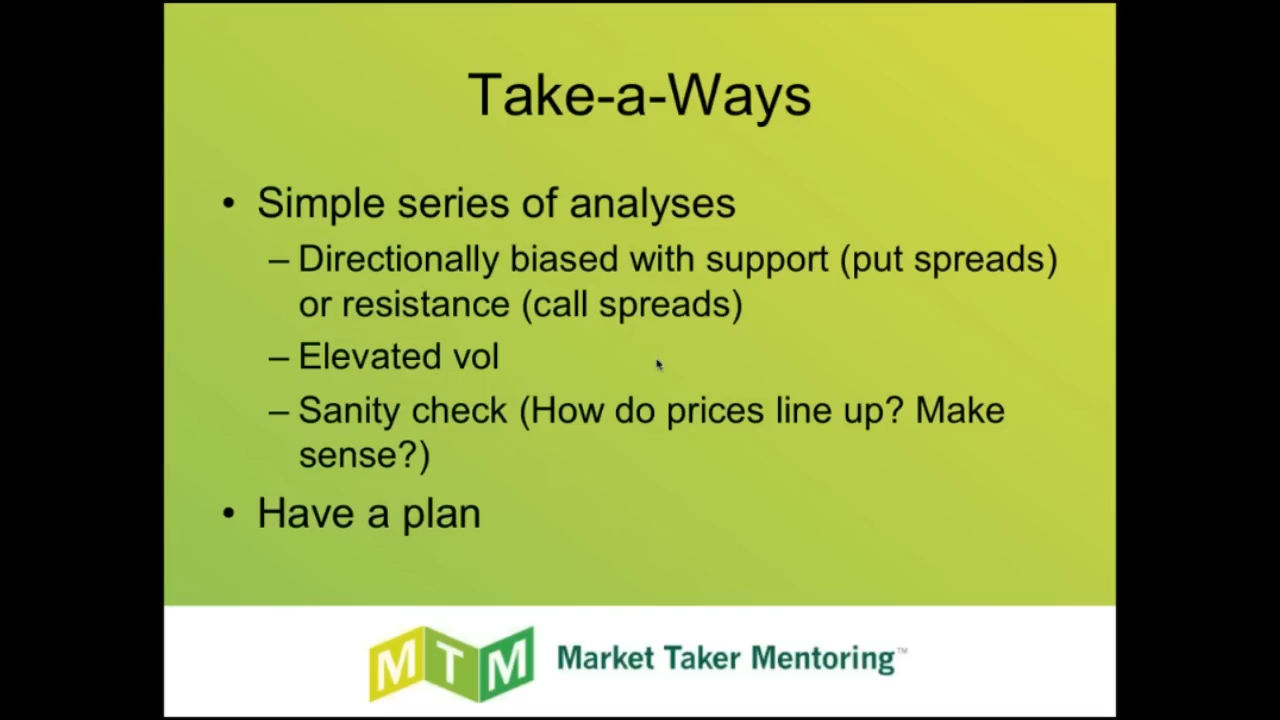 Take-a-Ways
• Simple series of analyses
– Directionally biased with support (put spreads)
or resistance (call spreads)
– Elevated vol
– Sanity check (How do prices line up? Make
sense?)
• Have a plan
MTM Market Taker Mentoring™